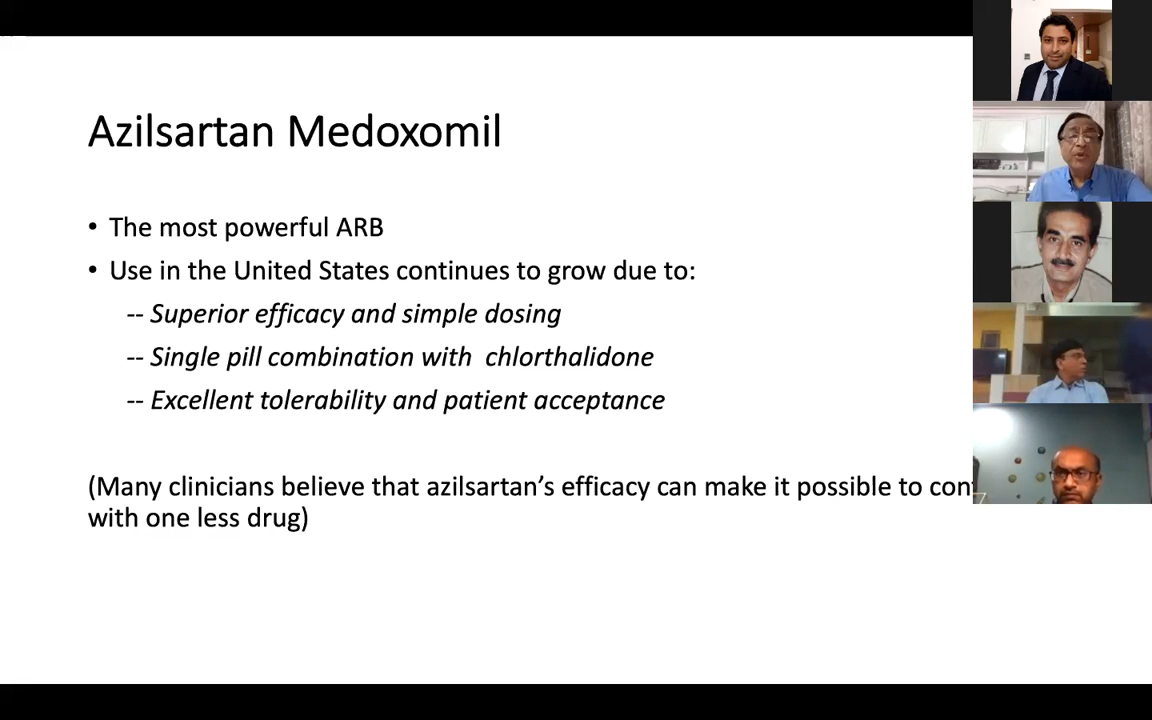 Azilsartan Medoxomil
• The most powerful ARB
• Use in the United States continues to grow due to:
-- Superior efficacy and simple dosing
-- Single pill combination with chlorthalidone
-- Excellent tolerability and patient acceptance
(Many clinicians believe that azilsartan’s efficacy can make it possible to
with one less drug)